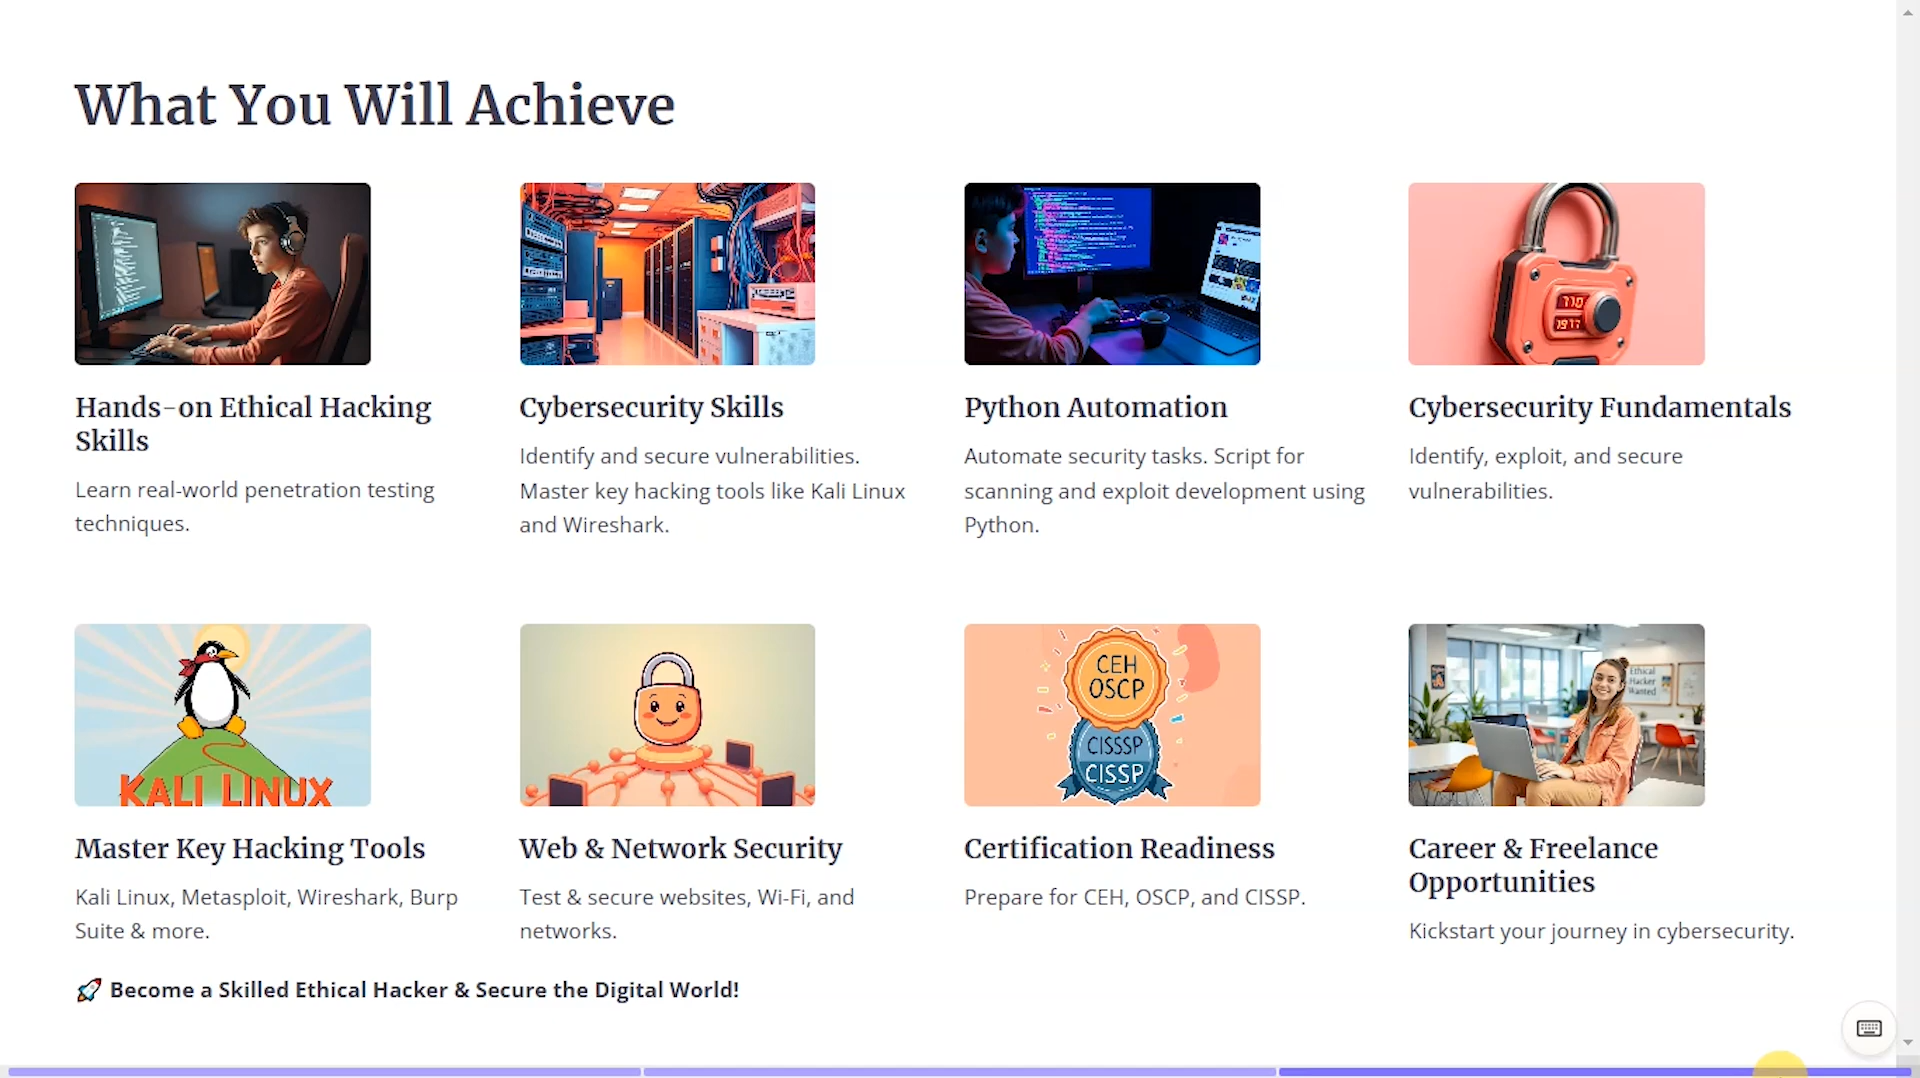 What You Will Achieve
Hands-on Ethical Hacking
Skills
Learn real-world penetration testing
techniques.
Cybersecurity Skills
Identify and secure vulnerabilities.
Master key hacking tools like Kali Linux
and Wireshark.
Python Automation
Automate security tasks. Script for
scanning and exploit development using
Python.
110
1911
Cybersecurity Fundamentals
Identify, exploit, and secure
vulnerabilities.
KALI LINUX
Master Key Hacking Tools
Kali Linux, Metasploit, Wireshark, Burp
Suite & more.
Web & Network Security
Test & secure websites, Wi-Fi, and
networks.
CEH
OSCP
CISSSP
CISSP
Certification Readiness
Prepare for CEH, OSCP, and CISSP.
Ethical
Hacker
Wanted
Career & Freelance
Opportunities
Kickstart your journey in cybersecurity.
🚀 Become a Skilled Ethical Hacker & Secure the Digital World!